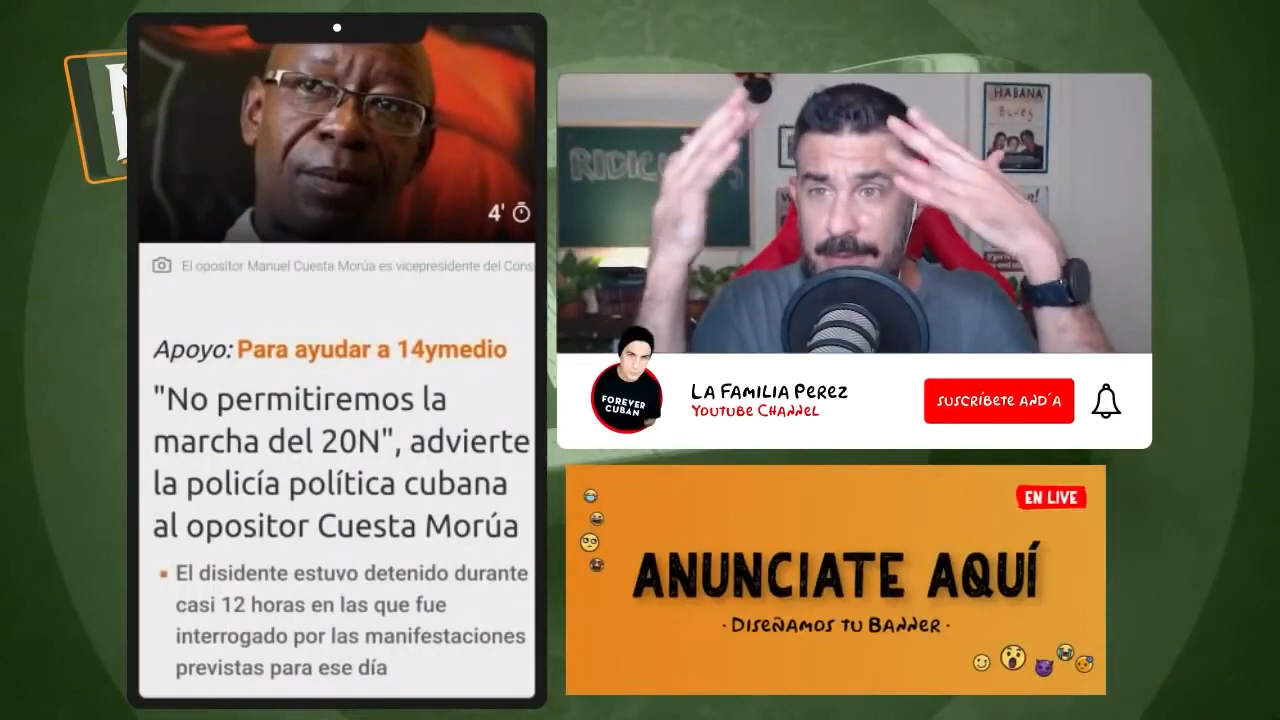 4'
El opositor Manuel Cuesta Morúa es vicepresidente del Cons
Apoyo: Para ayudar a 14ymedio
"No permitiremos la
marcha del 20N", advierte
la policía política cubana
al opositor Cuesta Morúa
El disidente estuvo detenido durante
casi 12 horas en las que fue
interrogado por las manifestaciones
previstas para ese día
HABANA
Blues
FOREVER
CUBAN
LA FAMILIA PEREZ
YOUTUBE CHANNEL
SUSCRÍBETE AND´A
EN LIVE
ANUNCIATE AQUÍ
· DISEÑAMOS TU BANNER ·